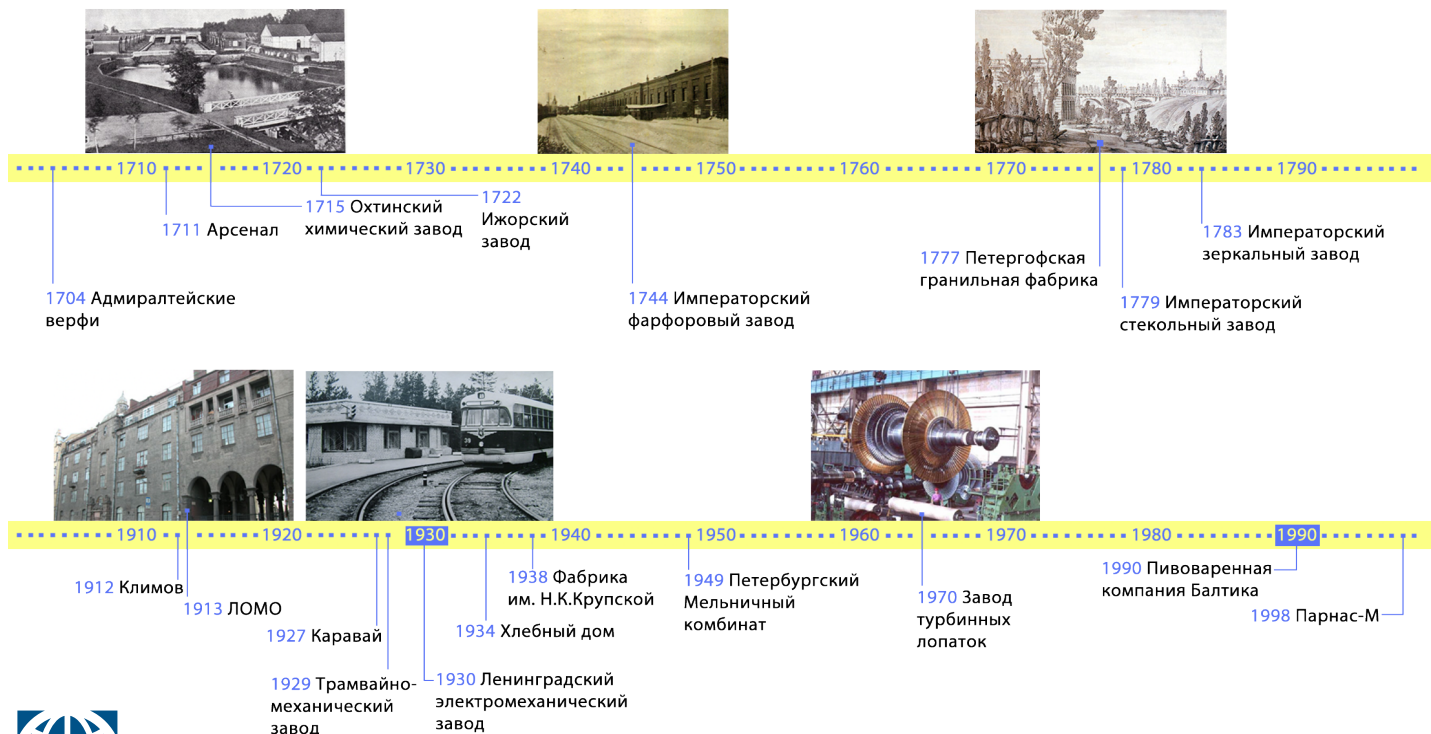 1710 1720 1730 1740 1750 1760 1770 1780 1790
1704 Адмиралтейские
верфи
1711 Арсенал
1715 Охтинский
химический завод
1722
Ижорский
завод
1744 Императорский
фарфоровый завод
1777 Петергофская
гранильная фабрика
1779 Императорский
стекольный завод
1783 Императорский
зеркальный завод
1910 1920 1930 1940 1950 1960 1970 1980 1990
1912 Климов
1913 ЛОМО
1927 Каравай
1929 Трамвайно-
механический
завод
1930 Ленинградский
электромеханический
завод
1934 Хлебный дом
1938 Фабрика
им. Н.К.Крупской
1949 Петербургский
Мельничный
комбинат
1970 Завод
турбинных
лопаток
1990 Пивоваренная
компания Балтика
1998 Парнас-М